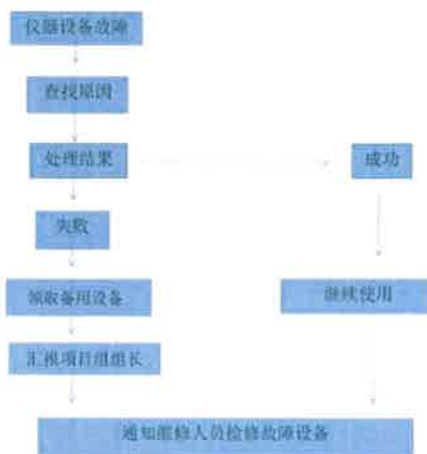 仪器设备故障
查找原因
处理结果
成功
失败
领取备用设备
继续使用
汇报项目组组长
通知维修人员检修故障设备